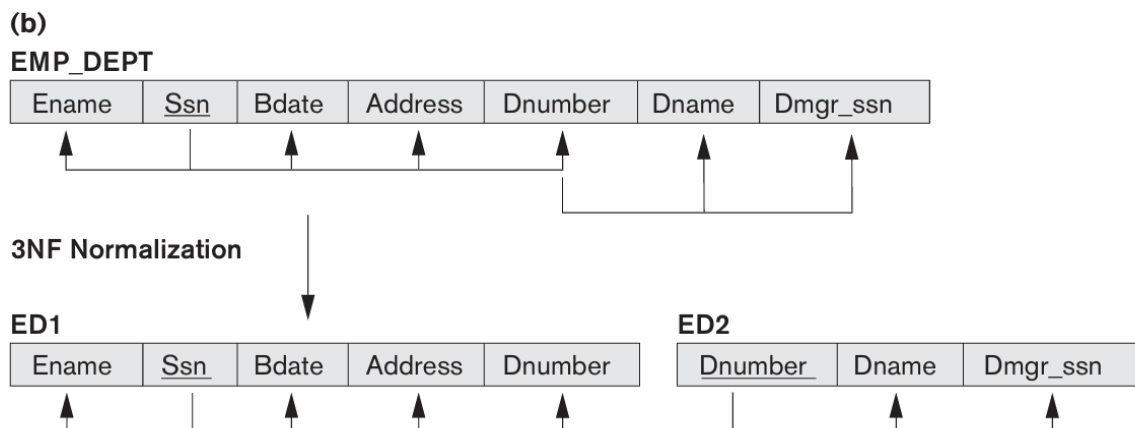 (b)
EMP_DEPT
Ename Ssn Bdate Address Dnumber Dname Dmgr_ssn
3NF Normalization
ED1 ED2
Ename Ssn Bdate Address Dnumber Dnumber Dname Dmgr_ssn